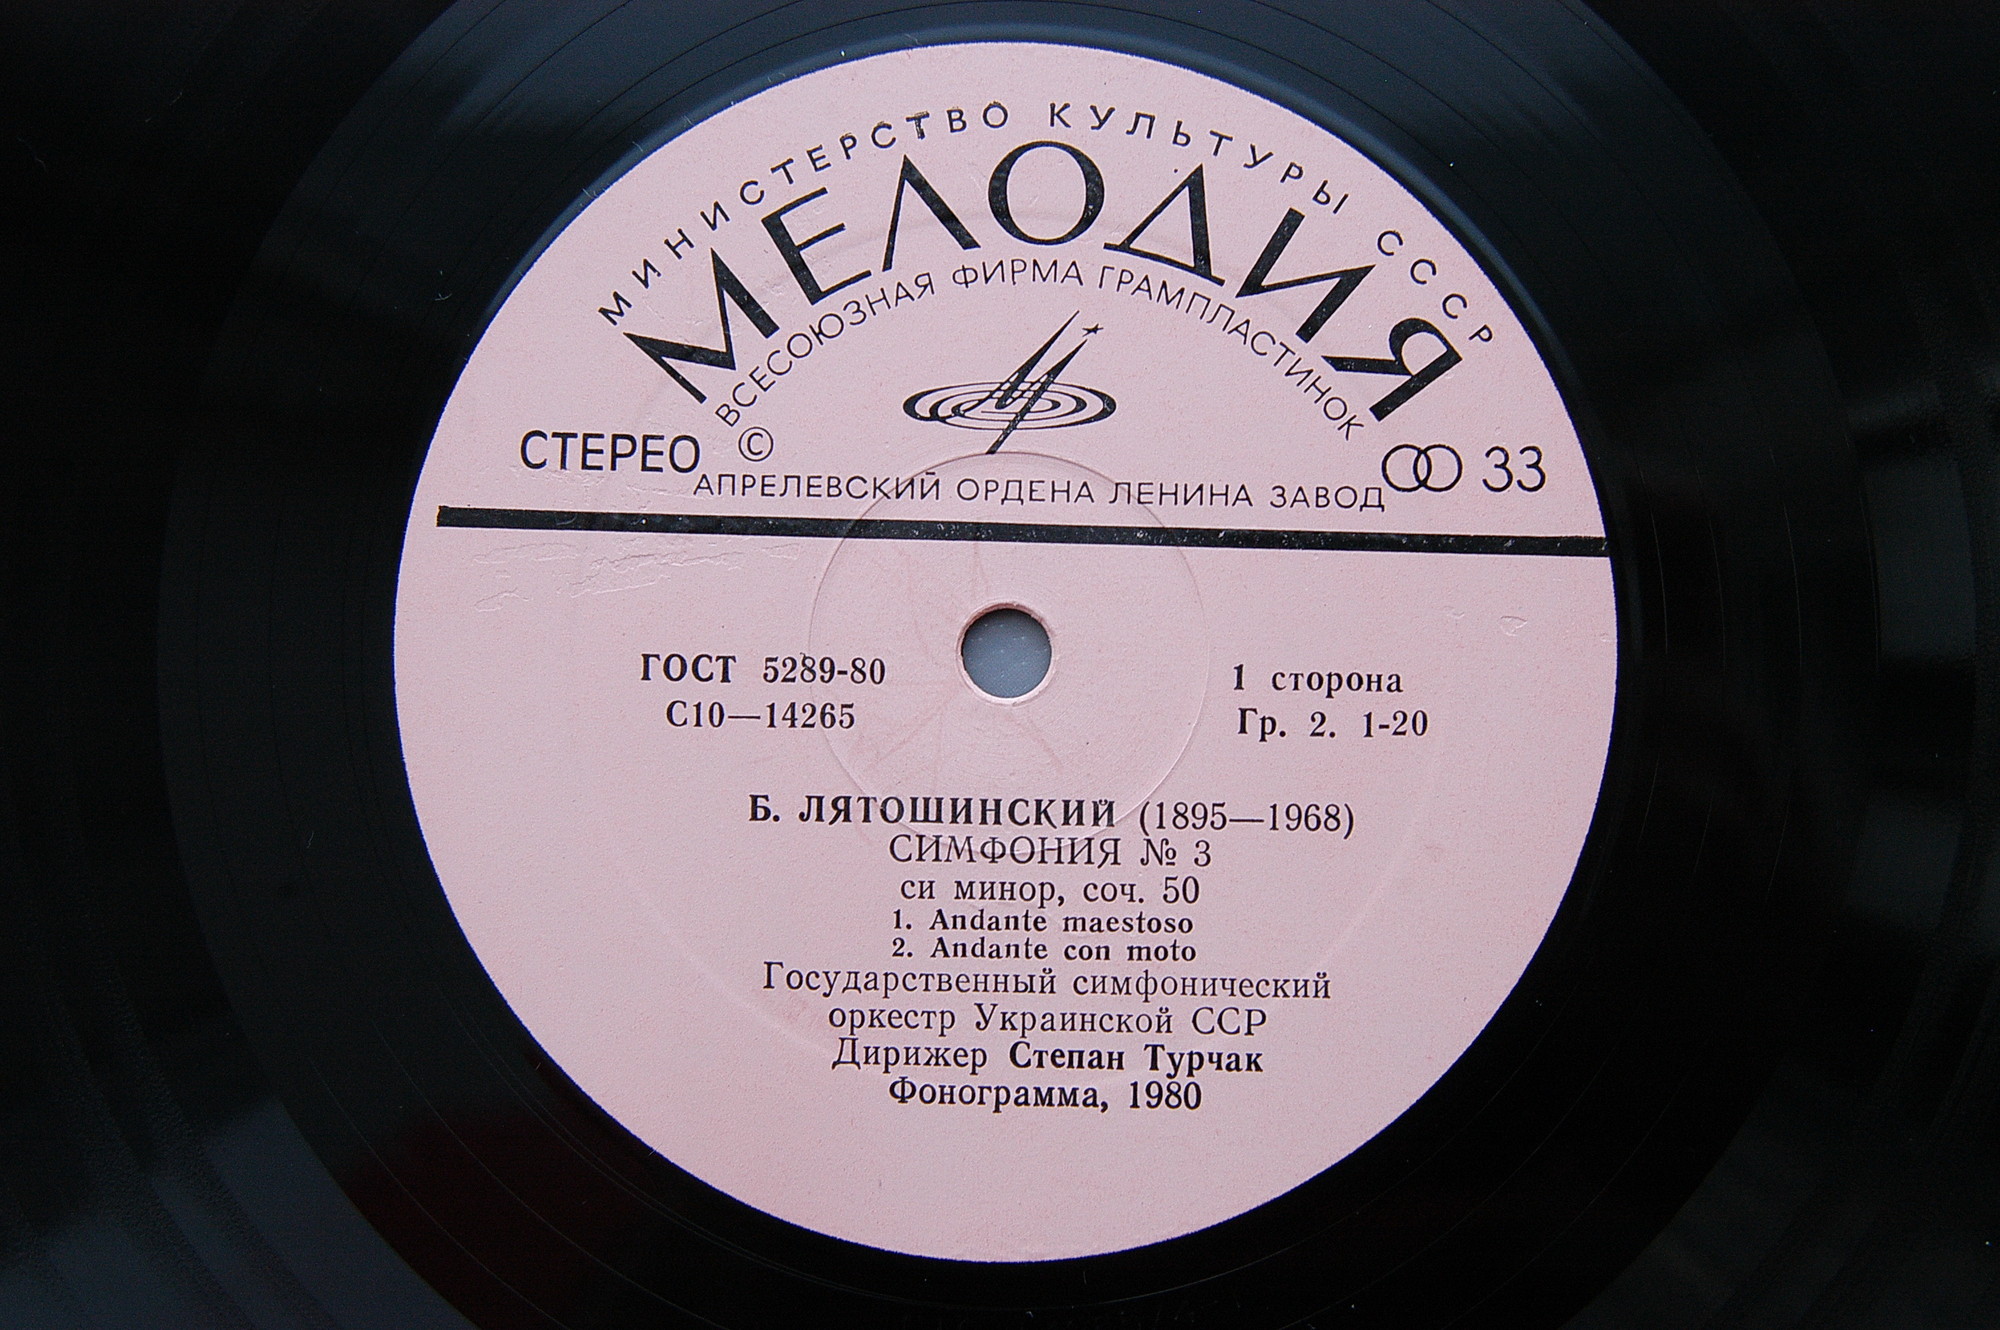 МИНИСТЕРСТВО КУЛЬТУРЫ СССР
МЕЛОДИЯ
ВСЕСОЮЗНАЯ ФИРМА ГРАМПЛАСТИНОК
СТЕРЕО © 33
АПРЕЛЕВСКИЙ ОРДЕНА ЛЕНИНА ЗАВОД
ГОСТ 5289-80
С10—14265
1 сторона
Гр. 2. 1-20
Б. ЛЯТОШИНСКИЙ (1895—1968)
СИМФОНИЯ № 3
си минор, соч. 50
1. Andante maestoso
2. Andante con moto
Государственный симфонический
оркестр Украинской ССР
Дирижер Степан Турчак
Фонограмма, 1980